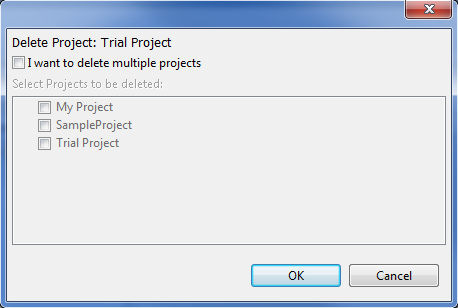 Delete Project: Trial Project
I want to delete multiple projects
Select Projects to be deleted:
My Project
SampleProject
Trial Project
OK
Cancel